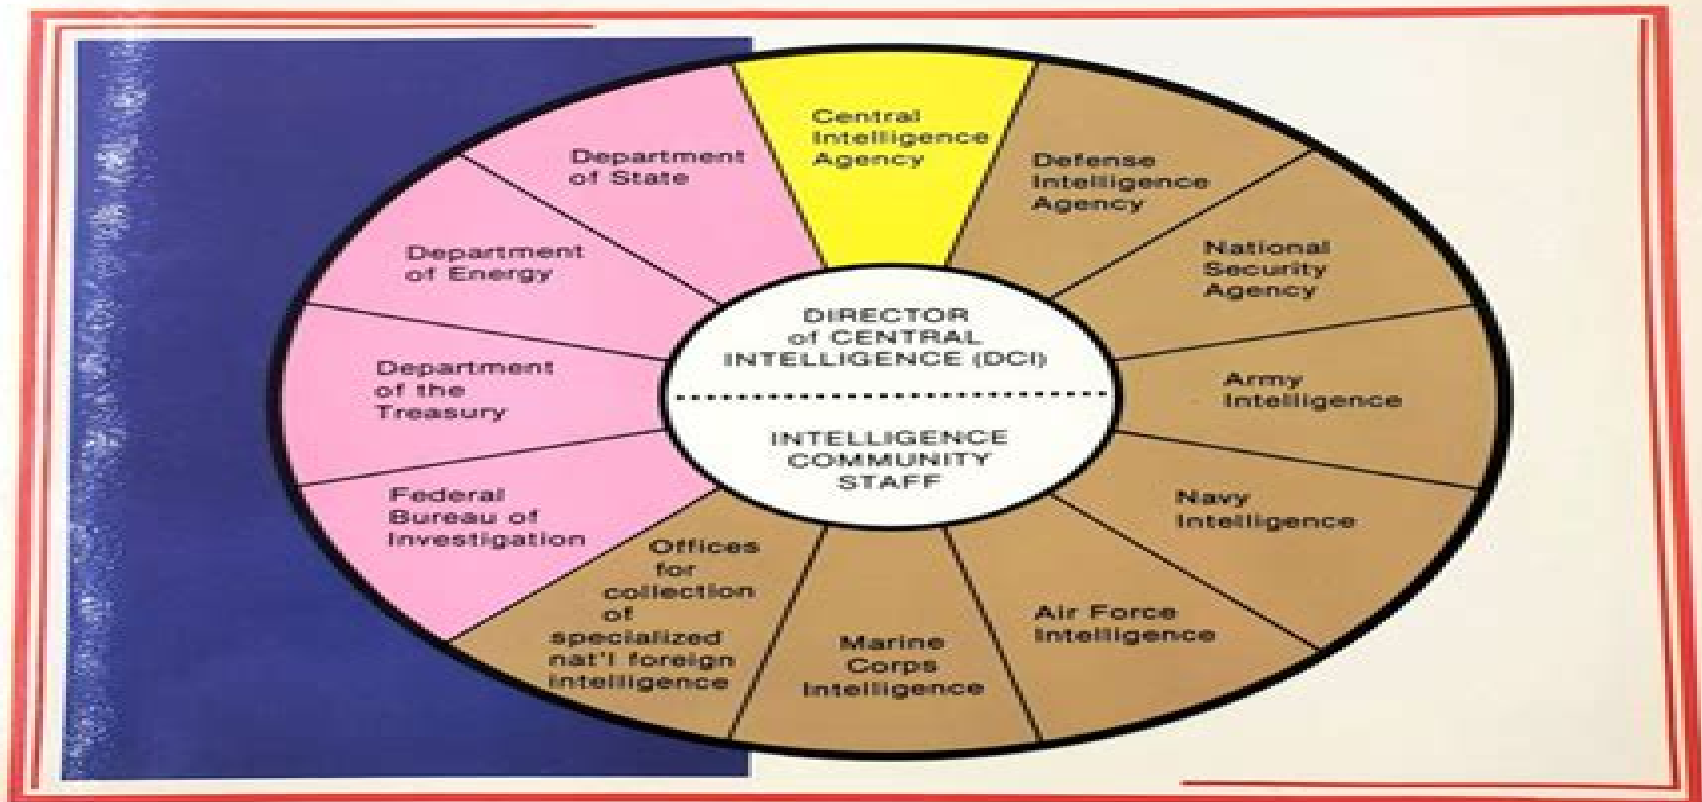 Central
Intelligence
Agency
Defense
Intelligence
Agency
National
Security
Agency
Army
Intelligence
Navy
Intelligence
Air Force
Intelligence
Marine
Corps
Intelligence
Offices
for
collection
of
specialized
nat'l foreign
intelligence
Federal
Bureau of
Investigation
Department
of the
Treasury
Department
of Energy
Department
of State
DIRECTOR
of CENTRAL
INTELLIGENCE (DCI)
INTELLIGENCE
COMMUNITY
STAFF